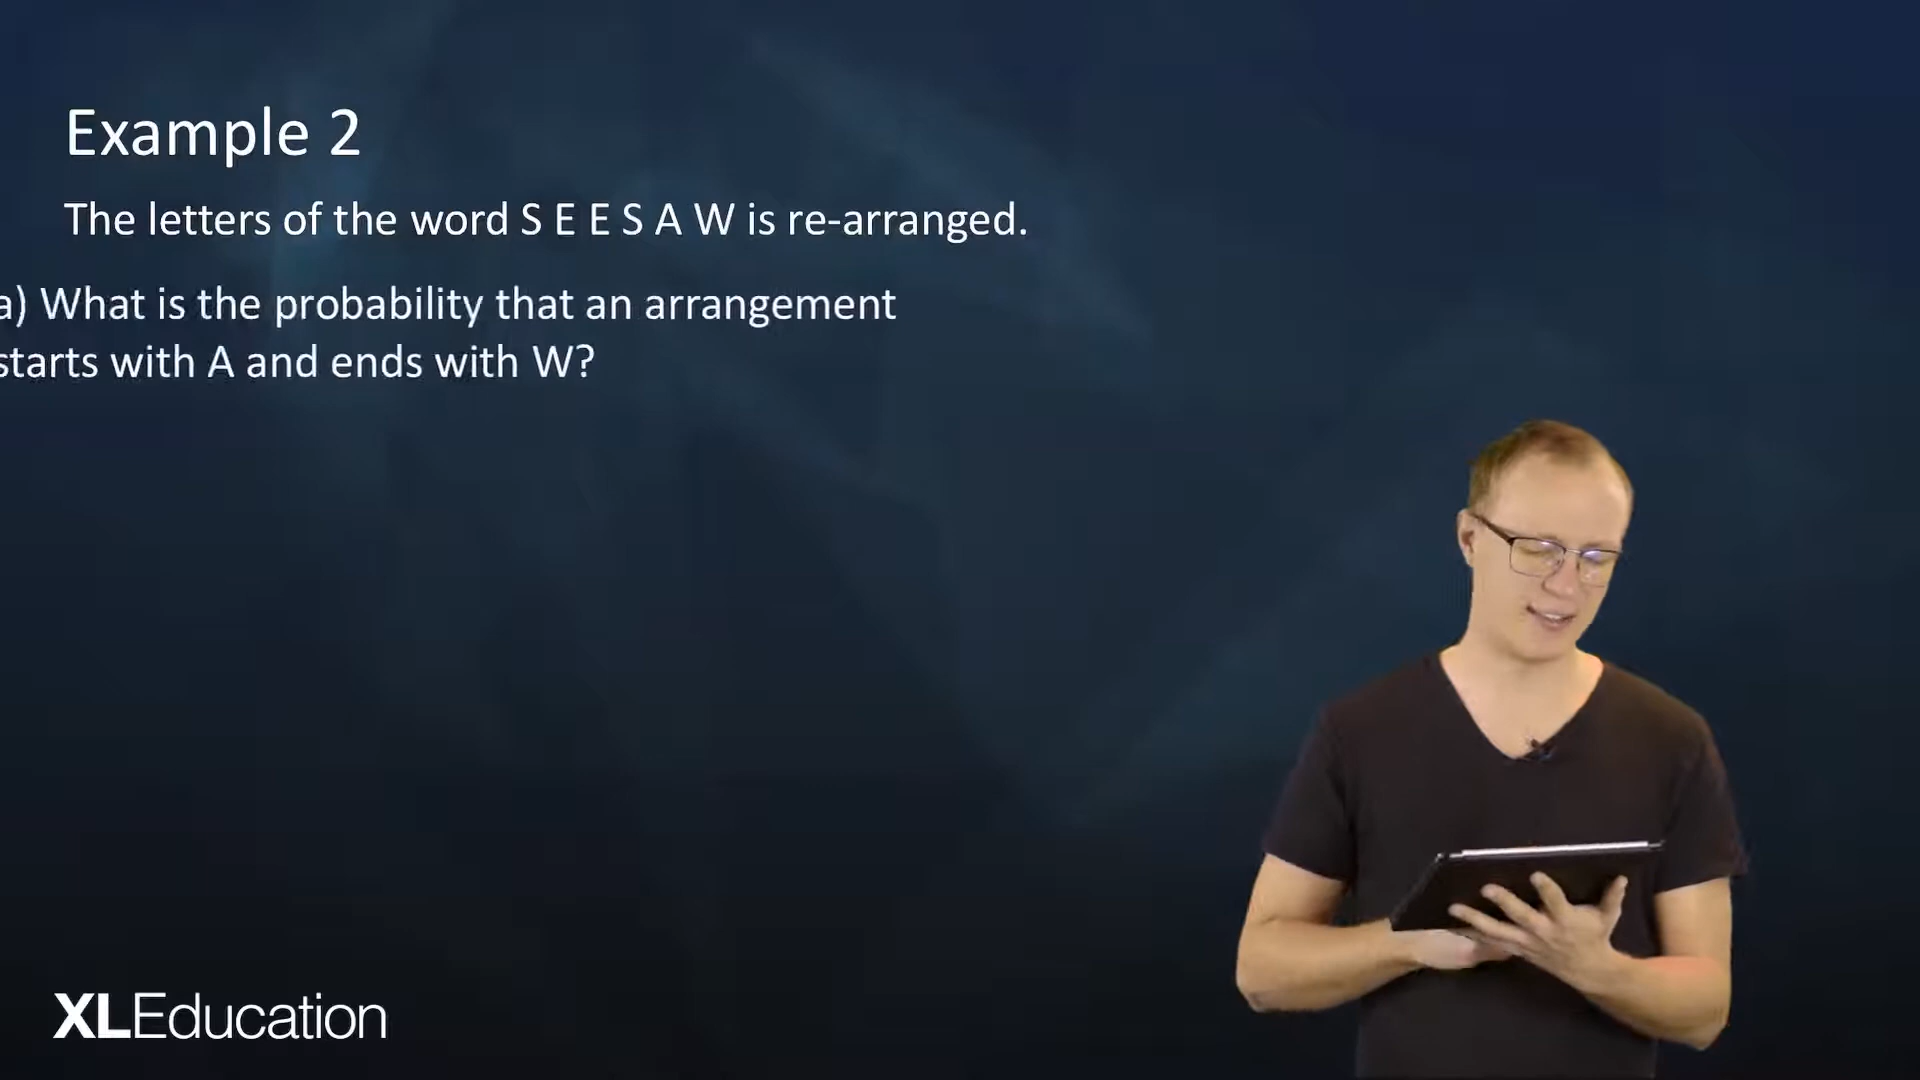 Example 2
The letters of the word S E E S A W is re-arranged.
a) What is the probability that an arrangement
starts with A and ends with W?
XLEducation